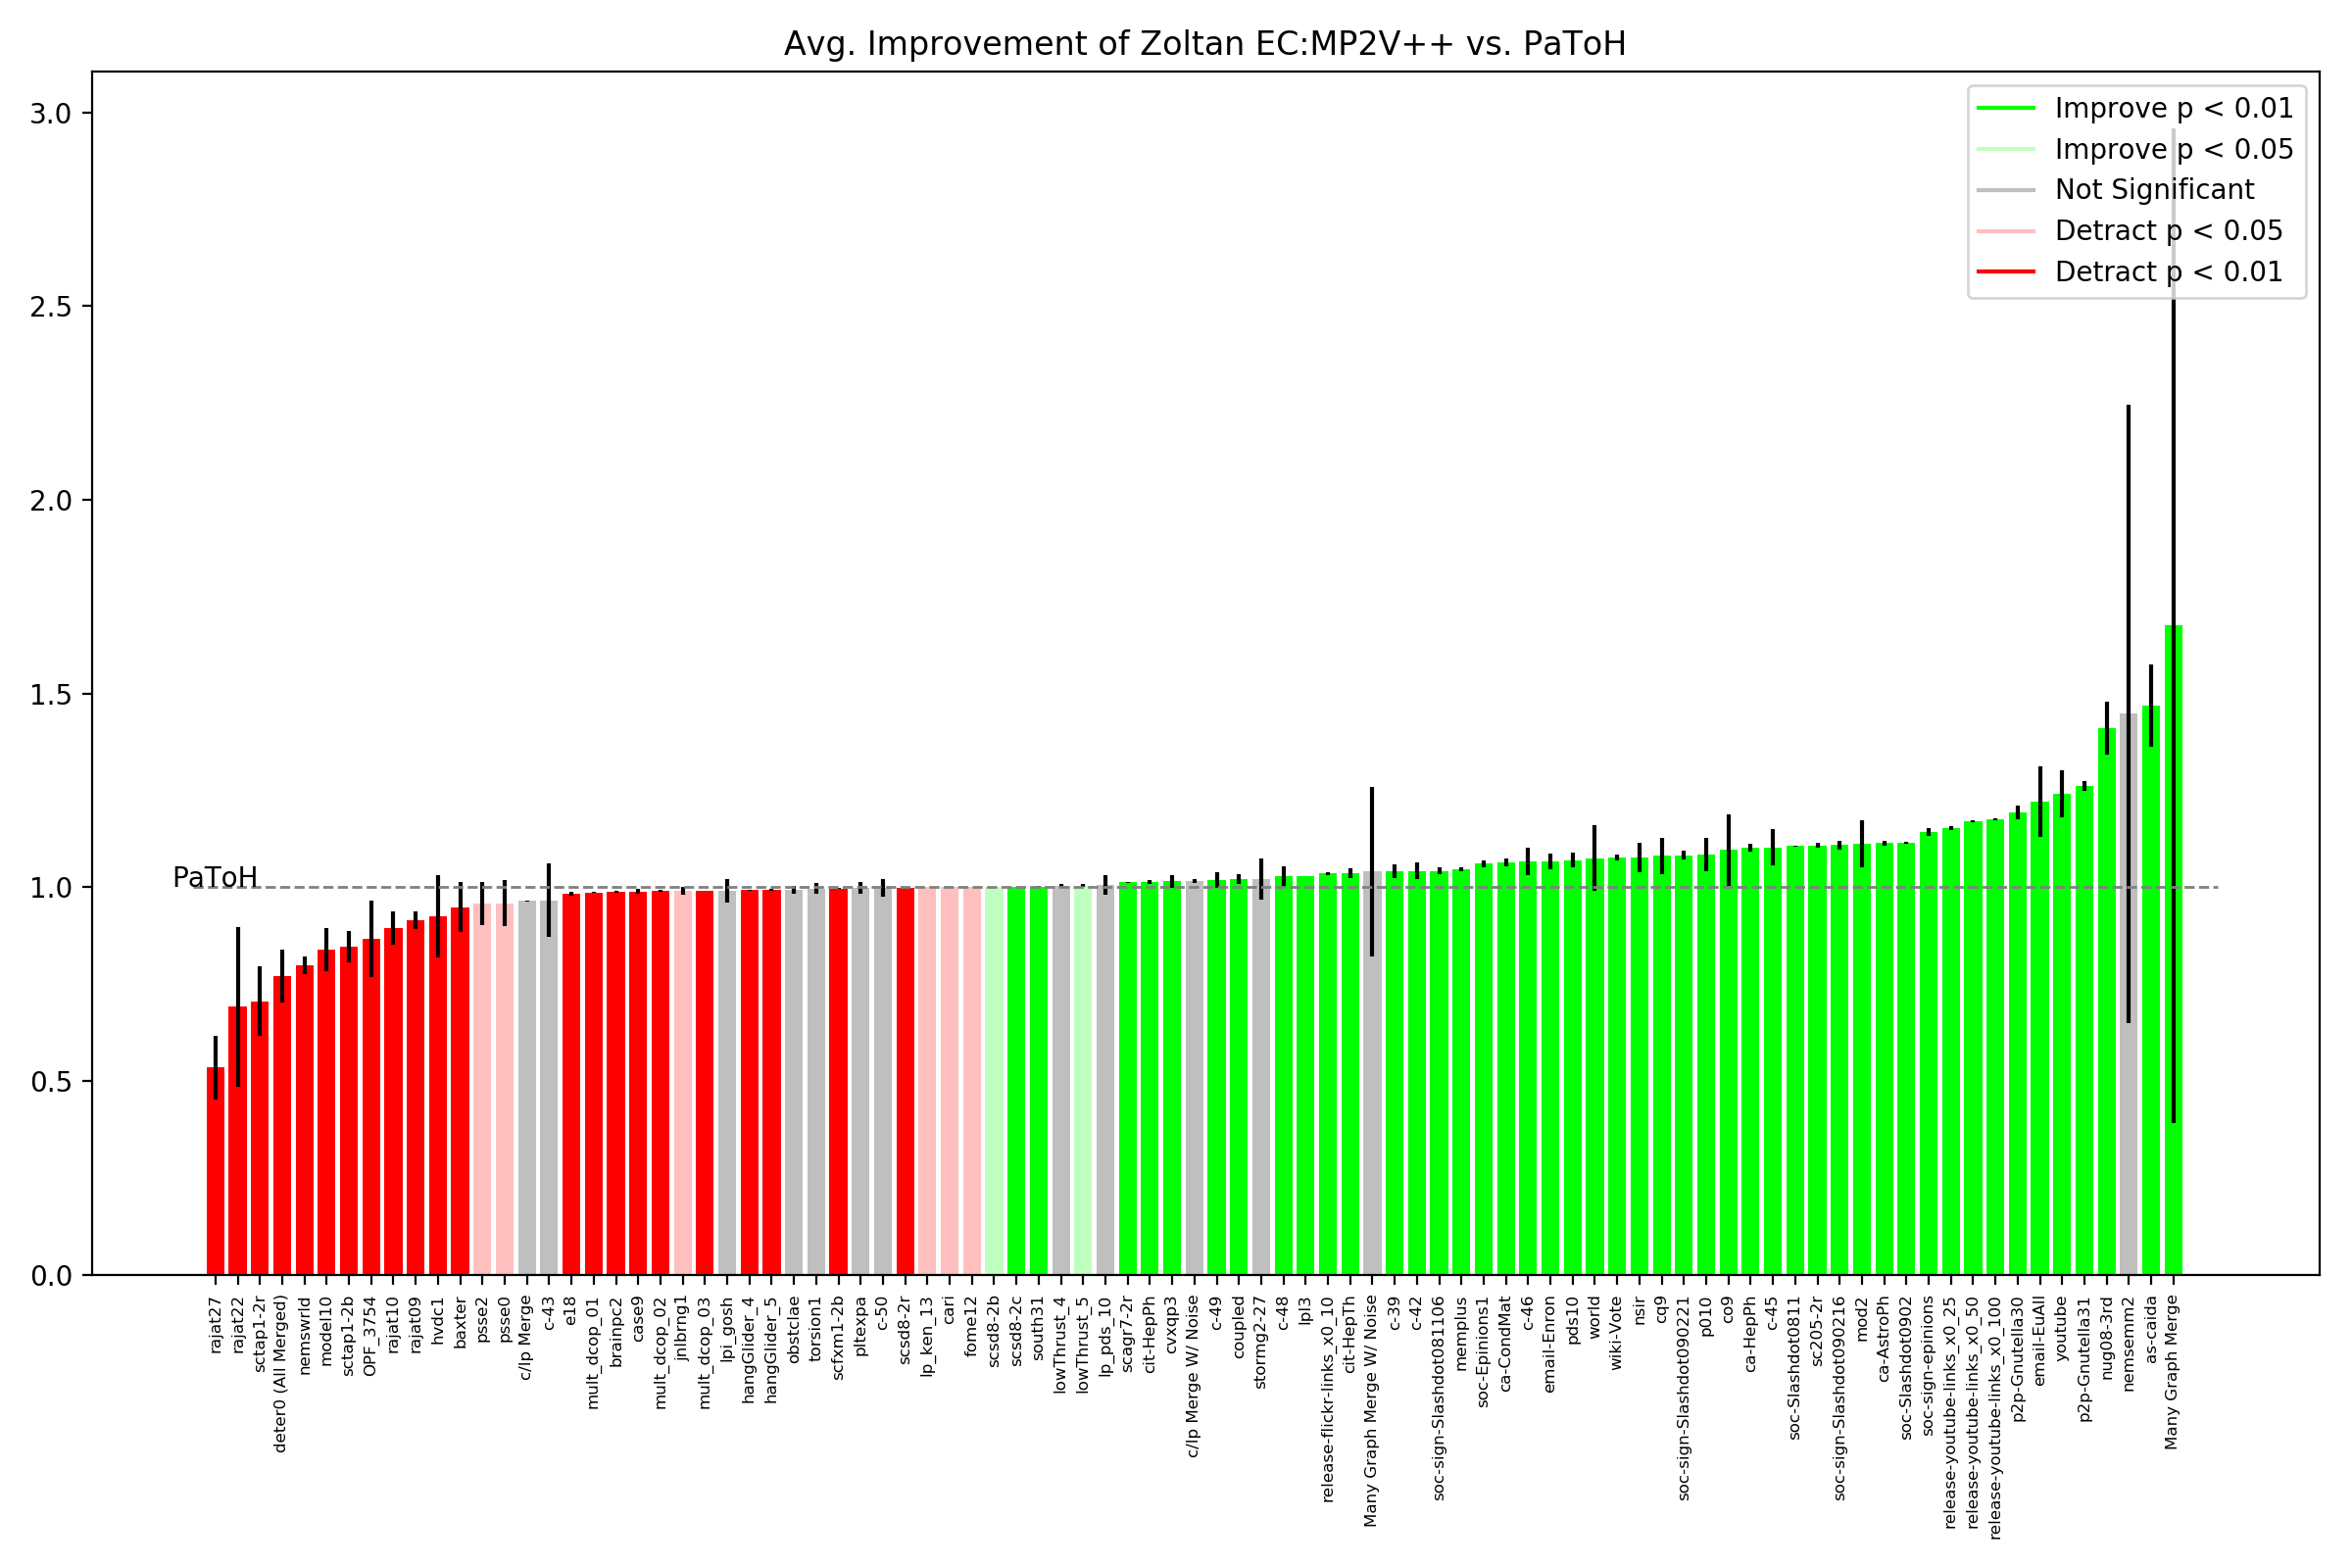 Avg. Improvement of Zoltan EC:MP2V++ vs. PaToH
3.0
2.5
2.0
1.5
1.0
0.5
0.0
PaToH
Improve p < 0.01
Improve p < 0.05
Not Significant
Detract p < 0.05
Detract p < 0.01
rajat27
rajat22
sctap1-2r
deter0 (All Merged)
nemswrld
model10
sctap1-2b
OPF_3754
rajat10
rajat09
hvdc1
baxter
psse2
psse0
c/lp Merge
c-43
e18
mult_dcop_01
brainpc2
case9
mult_dcop_02
jnlbrng1
mult_dcop_03
lpi_gosh
hangGlider_4
hangGlider_5
obstclae
torsion1
scfxm1-2b
pltexpa
c-50
scsd8-2r
lp_ken_13
cari
fome12
scsd8-2b
scsd8-2c
south31
lowThrust_4
lowThrust_5
lp_pds_10
scagr7-2r
cit-HepPh
cvxqp3
c/lp Merge W/ Noise
c-49
coupled
stormg2-27
c-48
lpl3
release-flickr-links_x0_10
cit-HepTh
Many Graph Merge W/ Noise
c-39
c-42
soc-sign-Slashdot081106
memplus
soc-Epinions1
ca-CondMat
c-46
email-Enron
pds10
world
wiki-Vote
nsir
cq9
soc-sign-Slashdot090221
p010
co9
ca-HepPh
c-45
soc-Slashdot0811
sc205-2r
soc-sign-Slashdot090216
mod2
ca-AstroPh
soc-Slashdot0902
soc-sign-epinions
release-youtube-links_x0_25
release-youtube-links_x0_50
release-youtube-links_x0_100
p2p-Gnutella30
email-EuAll
youtube
p2p-Gnutella31
nug08-3rd
nemsemm2
as-caida
Many Graph Merge